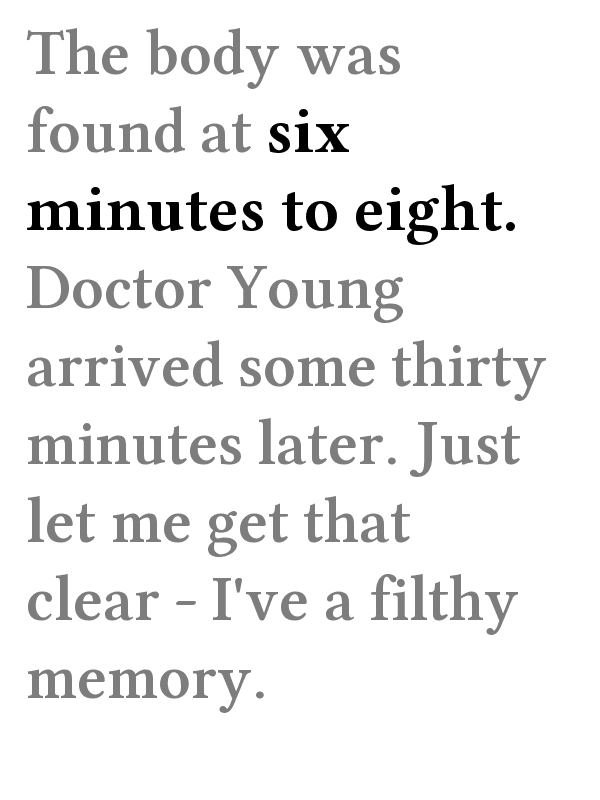 The body was
found at six
minutes to eight.
Doctor Young
arrived some thirty
minutes later. Just
let me get that
clear - I've a filthy
memory.